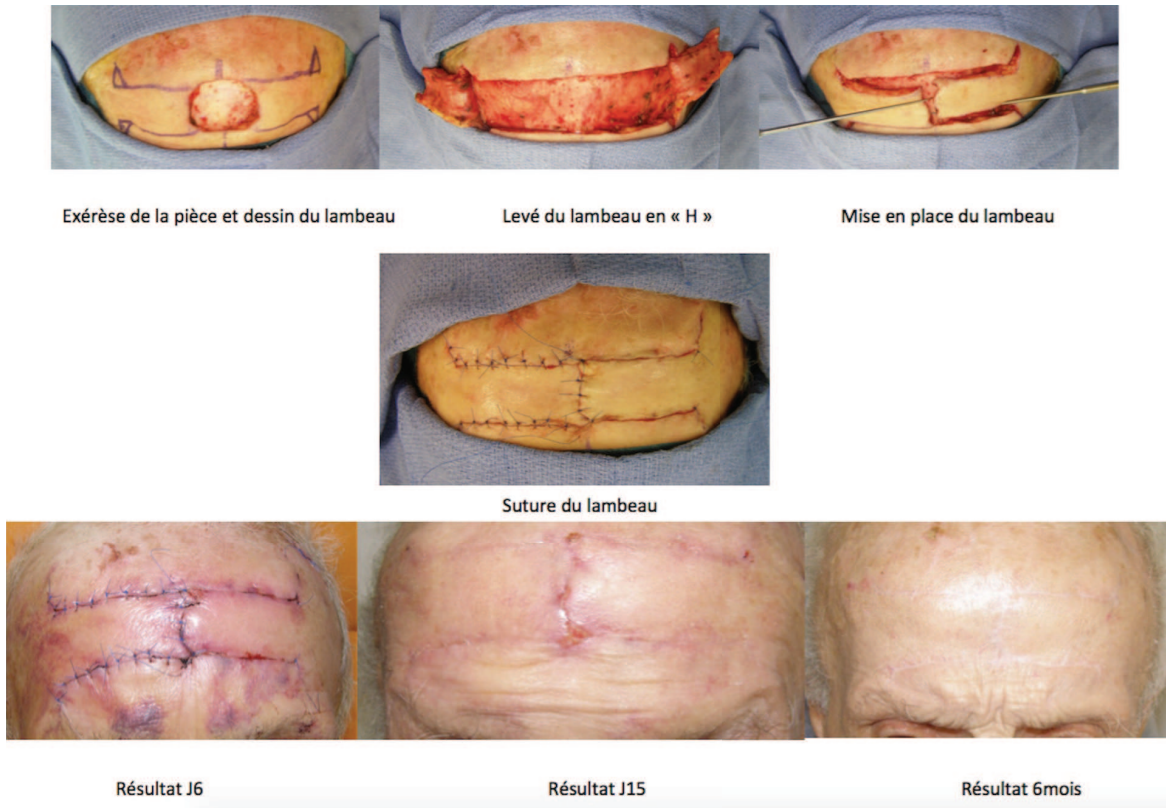 Exérèse de la pièce et dessin du lambeau
Levé du lambeau en « H »
Mise en place du lambeau
Suture du lambeau
Résultat J6
Résultat J15
Résultat 6mois